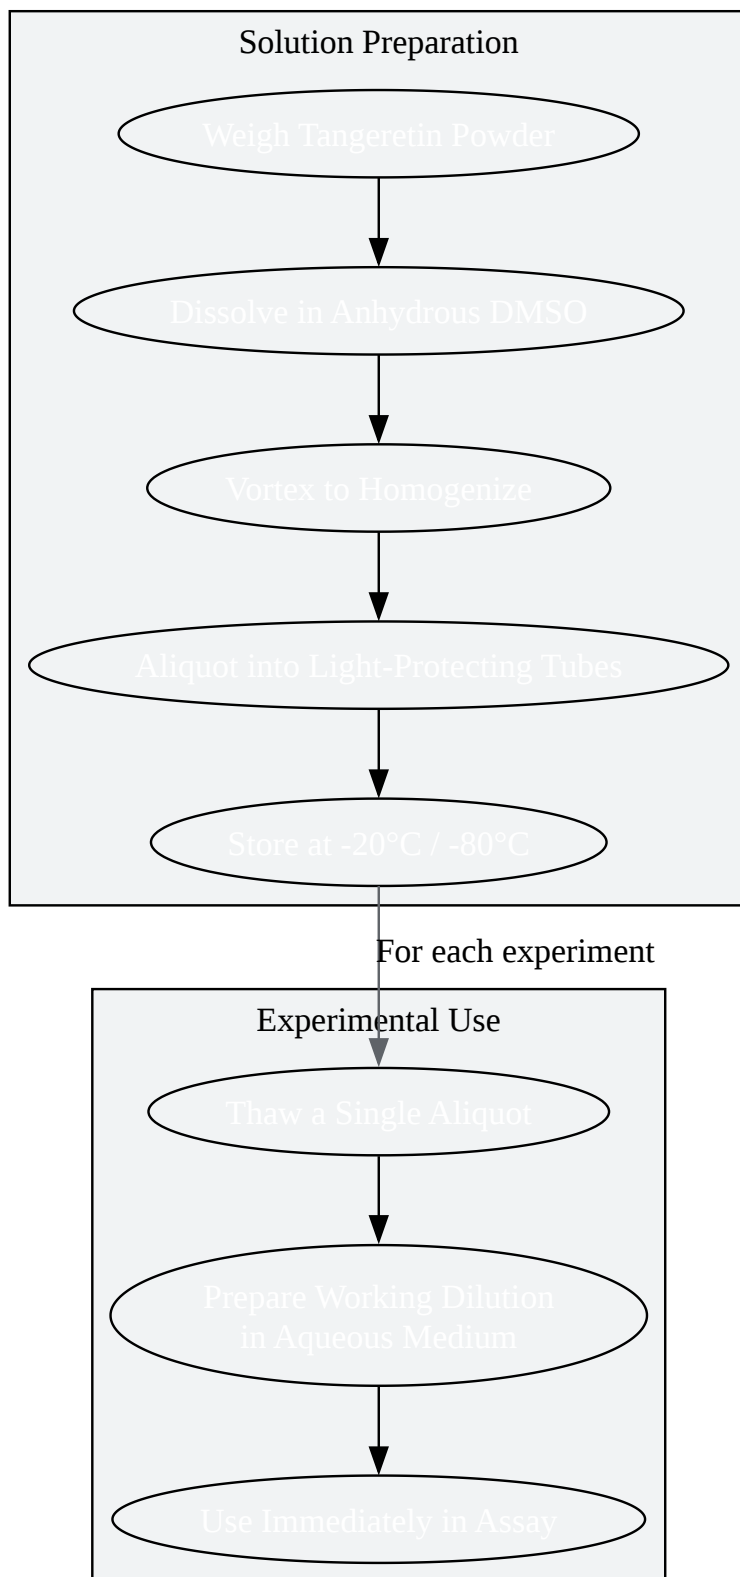 Solution Preparation
Weigh Tangeretin Powder
Dissolve in Anhydrous DMSO
Vortex to Homogenize
Aliquot into Light-Protecting Tubes
Store at -20°C / -80°C
For each experiment
Experimental Use
Thaw a Single Aliquot
Prepare Working Dilution
in Aqueous Medium
Use Immediately in Assay